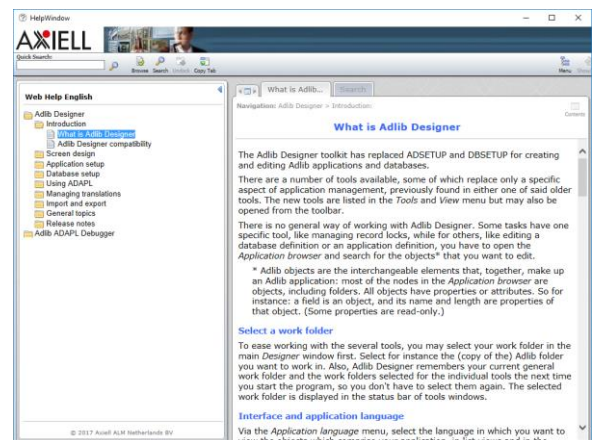 HelpWindow
AXIELL
Quick Search:
Browse Search Undock Copy Tab
Menu
Web Help English
Adlib Designer
Introduction
What is Adlib Designer
Adlib Designer compatibility
Screen design
Application setup
Database setup
Using ADAPL
Managing translations
Import and export
General topics
Release notes
Adlib ADAPL Debugger
© 2017 Axiell ALM Netherlands BV
What is Adlib... Search
Navigation: Adlib Designer > Introduction:
Contents
What is Adlib Designer
The Adlib Designer toolkit has replaced ADSETUP and DBSETUP for creating
and editing Adlib applications and databases.
There are a number of tools available, some of which replace only a specific
aspect of application management, previously found in either one of said older
tools. The new tools are listed in the Tools and View menu but may also be
opened from the toolbar.
There is no general way of working with Adlib Designer. Some tasks have one
specific tool, like managing record locks, while for others, like editing a
database definition or an application definition, you have to open the
Application browser and search for the objects* that you want to edit.
* Adlib objects are the interchangeable elements that, together, make up
an Adlib application: most of the nodes in the Application browser are
objects, including folders. All objects have properties or attributes. So for
instance: a field is an object, and its name and length are properties of
that object. (Some properties are read-only.)
Select a work folder
To ease working with the several tools, you may select your work folder in the
main Designer window first. Select for instance the (copy of the) Adlib folder
you want to work in. Also, Adlib Designer remembers your current general
work folder and the work folders selected for the individual tools the next time
you start the program, so you don't have to select them again. The selected
work folder is displayed in the status bar of tools windows.
Interface and application language
Via the Application language menu, select the language in which you want to
view the objects which comprise your application, in list views and in the